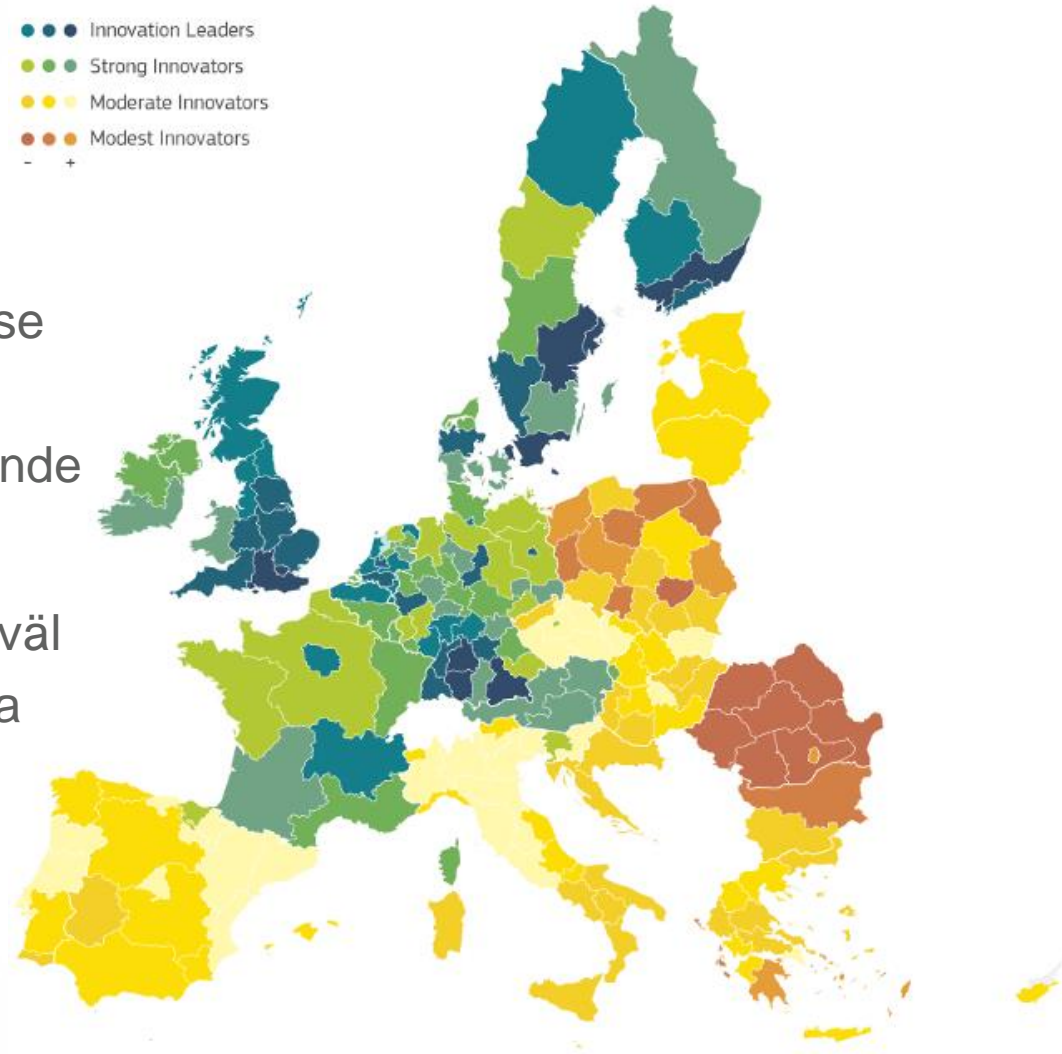 Innovation Leaders
Strong Innovators
Moderate Innovators
Modest Innovators
- +
se
nde
väl
a